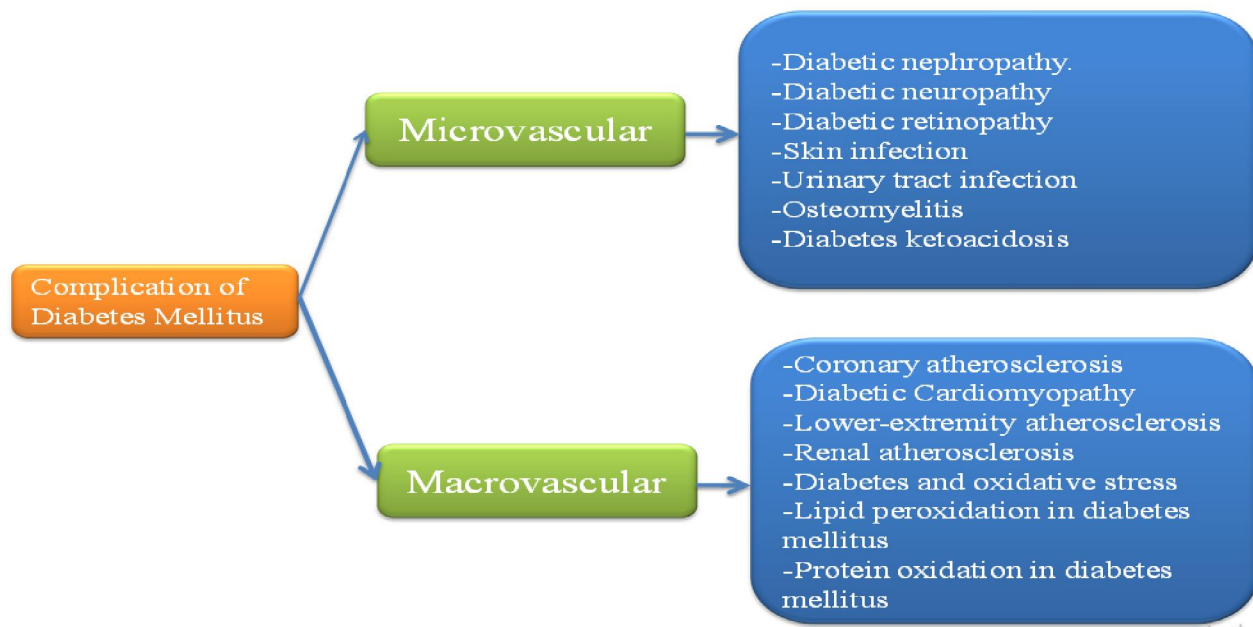 Complication of
Diabetes Mellitus
Microvascular
-Diabetic nephropathy.
-Diabetic neuropathy
-Diabetic retinopathy
-Skin infection
-Urinary tract infection
-Osteomyelitis
-Diabetes ketoacidosis
Macrovascular
-Coronary atherosclerosis
-Diabetic Cardiomyopathy
-Lower-extremity atherosclerosis
-Renal atherosclerosis
-Diabetes and oxidative stress
-Lipid peroxidation in diabetes
mellitus
-Protein oxidation in diabetes
mellitus